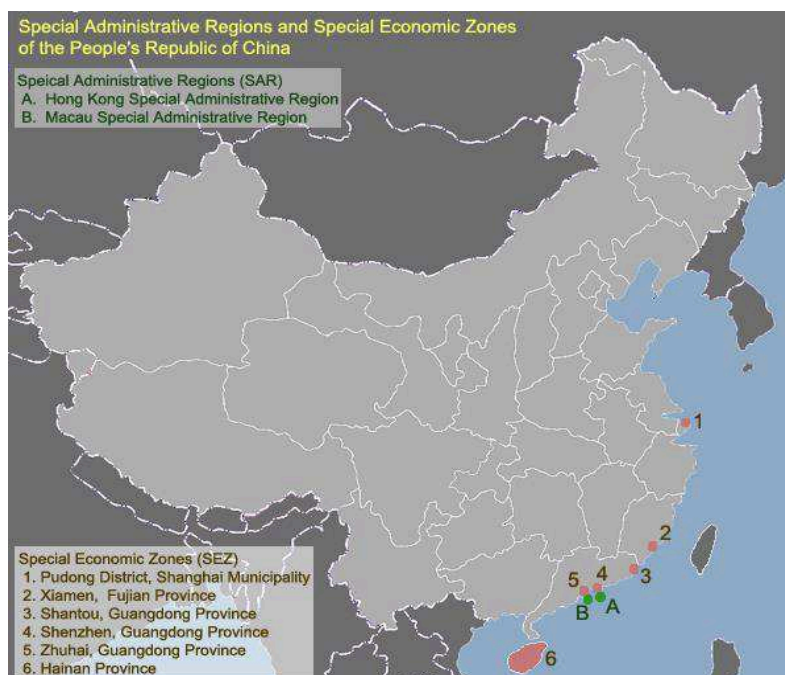 Special Administrative Regions and Special Economic Zones
of the People's Republic of China
Speical Administrative Regions (SAR)
A. Hong Kong Special Administrative Region
B. Macau Special Administrative Region
1
2
3
4
5
A
B
6
Special Economic Zones (SEZ)
1. Pudong District, Shanghai Municipality
2. Xiamen, Fujian Province
3. Shantou, Guangdong Province
4. Shenzhen, Guangdong Province
5. Zhuhai, Guangdong Province
6. Hainan Province